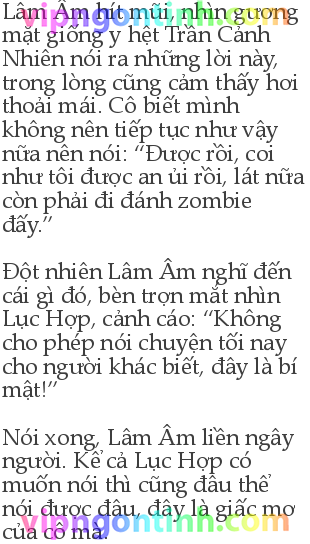 Lâm Âm hít mũi, nhìn gương
mặt giống y hệt Trần Cảnh
Nhiên nói ra những lời này,
trong lòng cũng cảm thấy hơi
thoải mái. Cô biết mình
không nên tiếp tục như vậy
nữa nên nói: “Được rồi, coi
như tôi được an ủi rồi, lát nữa
còn phải đi đánh zombie
đấy.”
Đột nhiên Lâm Âm nghĩ đến
cái gì đó, bèn trợn mắt nhìn
Lục Hợp, cảnh cáo: “Không
cho phép nói chuyện tối nay
cho người khác biết, đây là bí
mật!”
Nói xong, Lâm Âm liền ngây
người. Kể cả Lục Hợp có
muốn nói thì cũng đâu thể
nói được đâu, đây là giấc mơ
của cô mà.
vipngontinh.com
vipngontinh.com